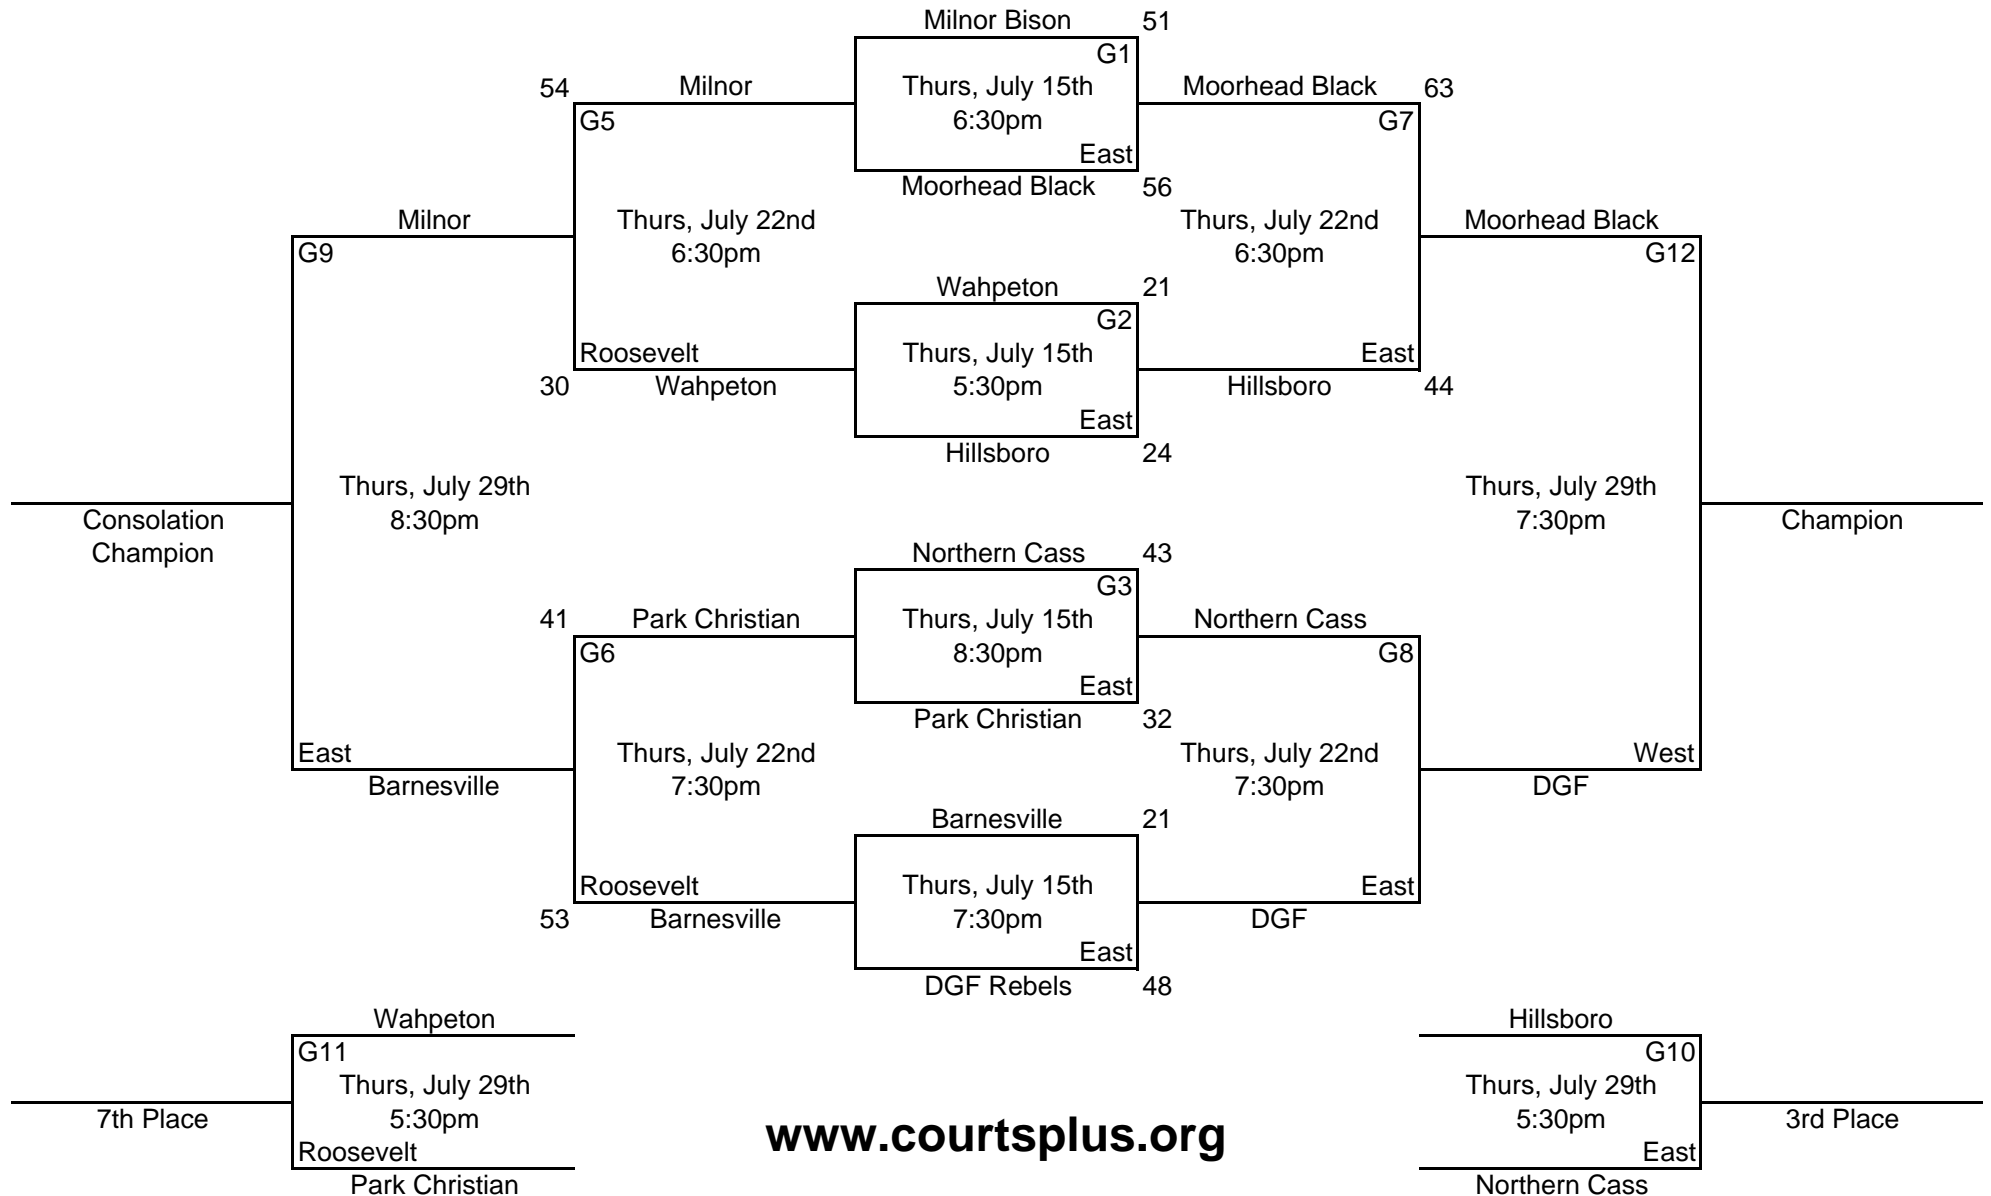 Milnor Bison 51
G1
54 Milnor Thurs, July 15th Moorhead Black 63
G5 6:30pm G7
East
Moorhead Black 56
Milnor Thurs, July 22nd Thurs, July 22nd Moorhead Black
G9 6:30pm 6:30pm G12
Wahpeton 21
G2
Roosevelt Thurs, July 15th East
30 Wahpeton 5:30pm Hillsboro 44
East
Hillsboro 24
Thurs, July 29th Thurs, July 29th
Consolation 8:30pm 7:30pm Champion
Champion Northern Cass 43
G3
41 Park Christian Thurs, July 15th Northern Cass
G6 8:30pm G8
East
Park Christian 32
East Thurs, July 22nd Thurs, July 22nd West
Barnesville 7:30pm 7:30pm DGF
Barnesville 21
Roosevelt Thurs, July 15th East
53 Barnesville 7:30pm DGF
East
DGF Rebels 48
Wahpeton Hillsboro
G11 G10
Thurs, July 29th Thurs, July 29th
7th Place 5:30pm www.courtsplus.org 5:30pm 3rd Place
Roosevelt East
Park Christian Northern Cass